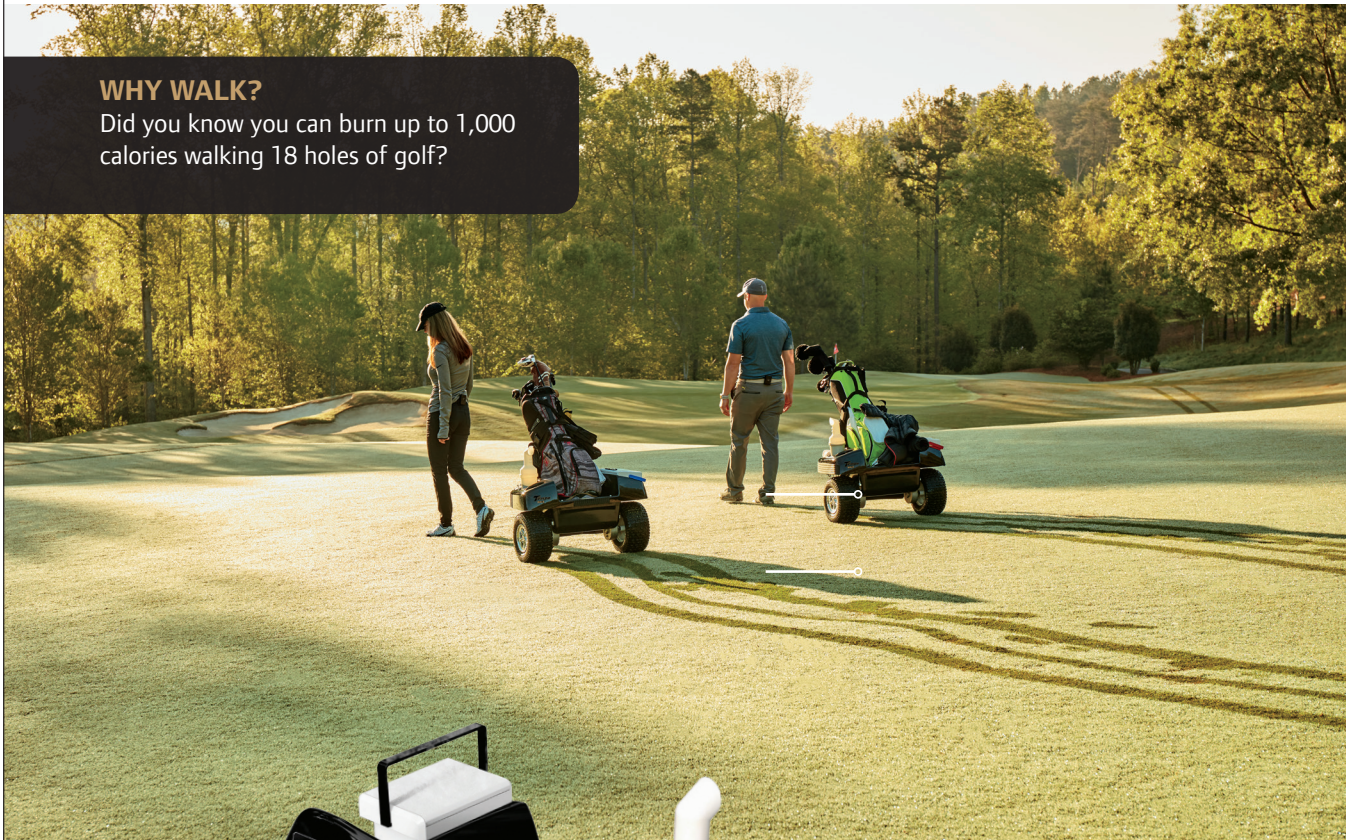 WHY WALK?
Did you know you can burn up to 1,000
calories walking 18 holes of golf?